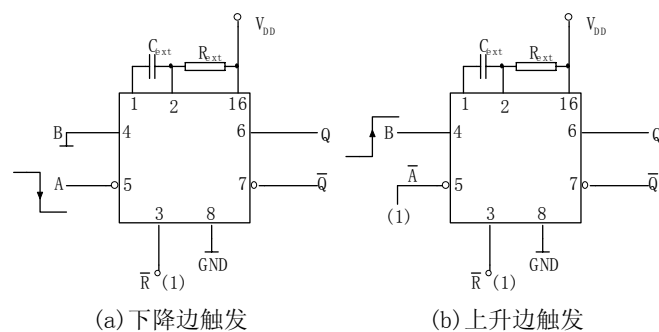 V_DD V_DD
C_ext R_ext C_ext R_ext
1 2 16 1 2 16
B 4 6 Q B 4 6 Q
A 5 7 Q̅ A̅ 5 7 Q̅
(1)
3 8 3 8
GND GND
R̅ (1) R̅ (1)
(a)下降边触发 (b)上升边触发